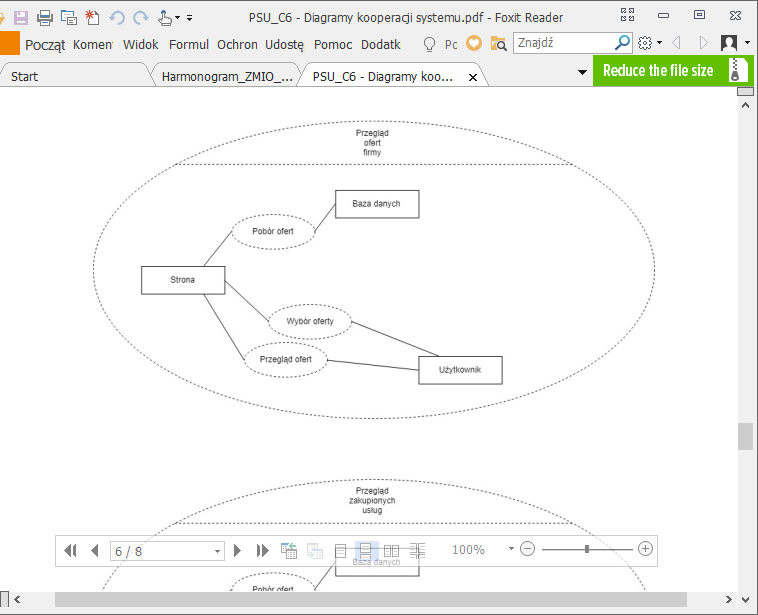 PSU_C6 - Diagramy kooperacji systemu.pdf - Foxit Reader
Począt Komen Widok Formul Ochron Udostę Pomoc Dodatk Pc Znajdź
Start Harmonogram_ZMIO_... PSU_C6 - Diagramy koo... Reduce the file size
Przegląd
ofert
firmy
Baza danych
Pobór ofert
Strona
Wybór oferty
Przegląd ofert
Użytkownik
Przegląd
zakupionych
usług
6 / 8 100%
Baza danych
Pobór ofert